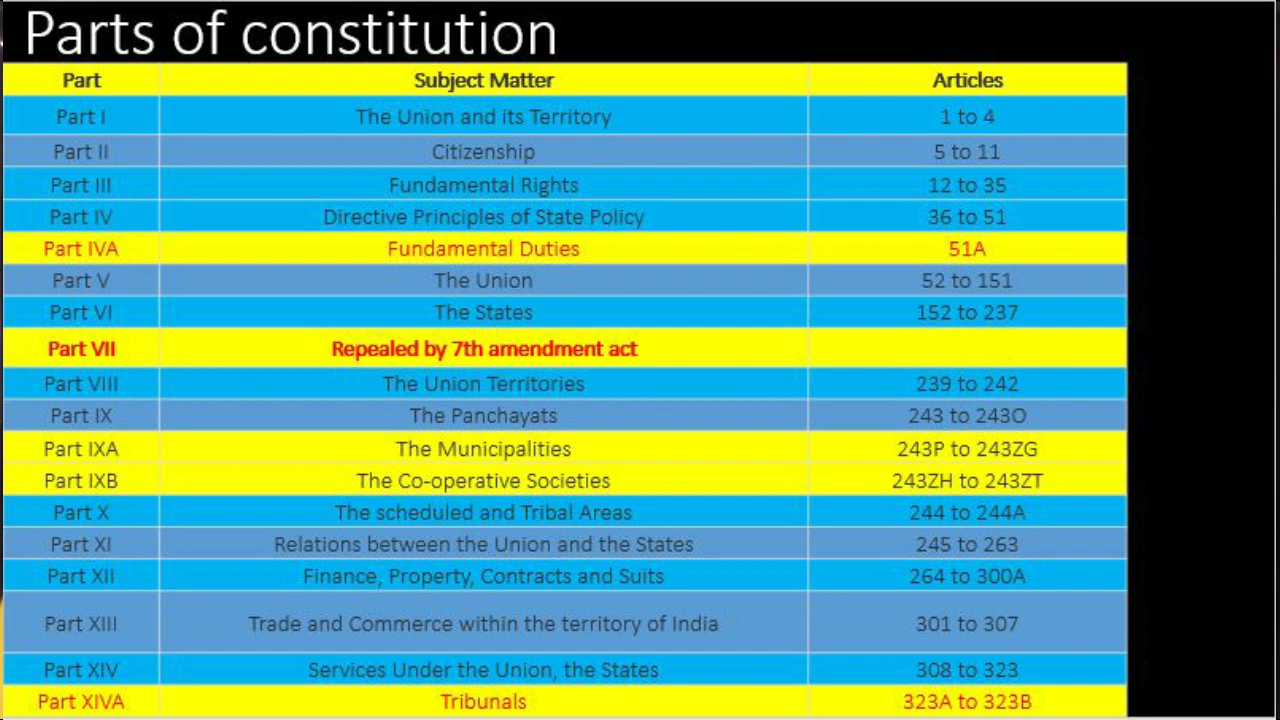 Parts of constitution
Part Subject Matter Articles
Part I The Union and its Territory 1 to 4
Part II Citizenship 5 to 11
Part III Fundamental Rights 12 to 35
Part IV Directive Principles of State Policy 36 to 51
Part IVA Fundamental Duties 51A
Part V The Union 52 to 151
Part VI The States 152 to 237
Part VII Repealed by 7th amendment act
Part VIII The Union Territories 239 to 242
Part IX The Panchayats 243 to 243O
Part IXA The Municipalities 243P to 243ZG
Part IXB The Co-operative Societies 243ZH to 243ZT
Part X The scheduled and Tribal Areas 244 to 244A
Part XI Relations between the Union and the States 245 to 263
Part XII Finance, Property, Contracts and Suits 264 to 300A
Part XIII Trade and Commerce within the territory of India 301 to 307
Part XIV Services Under the Union, the States 308 to 323
Part XIVA Tribunals 323A to 323B